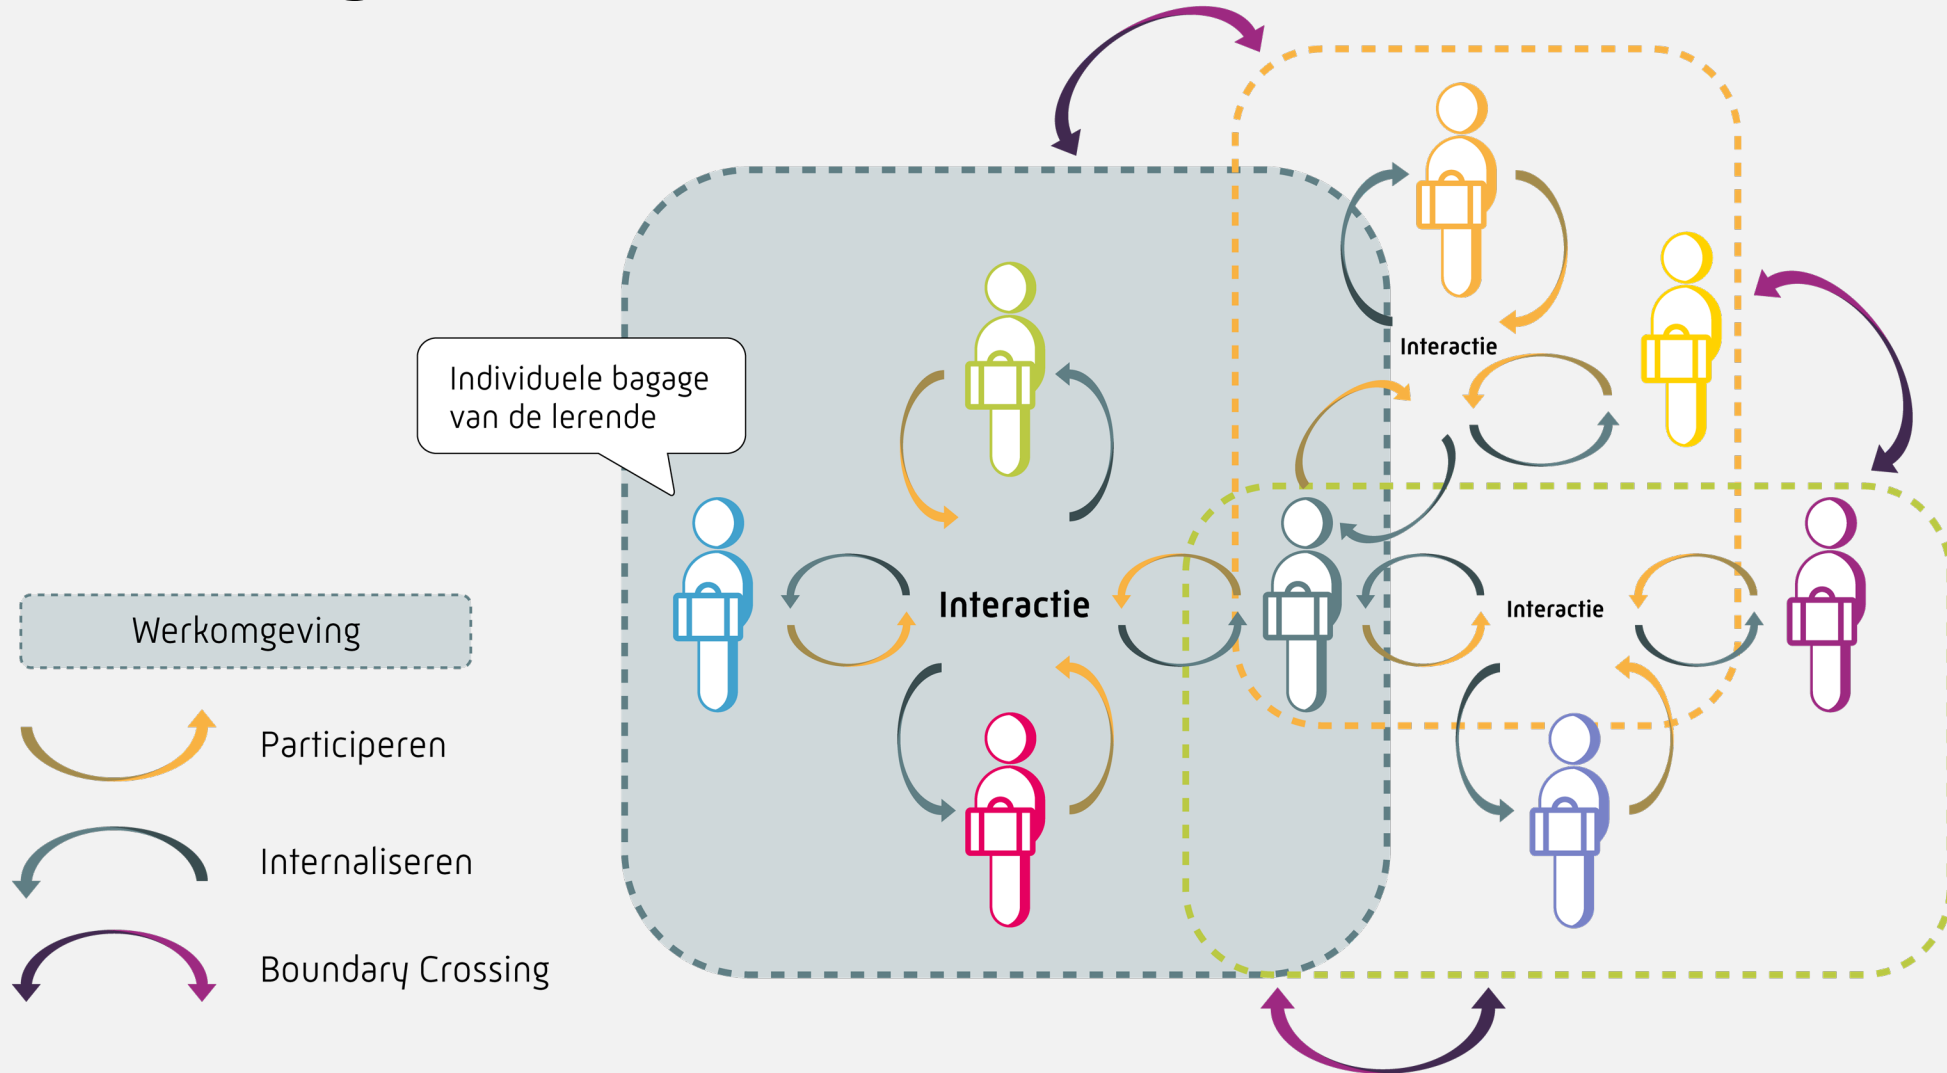 Interactie
Individuele bagage
van de lerende
Interactie
Interactie
Werkomgeving
Participeren
Internaliseren
Boundary Crossing